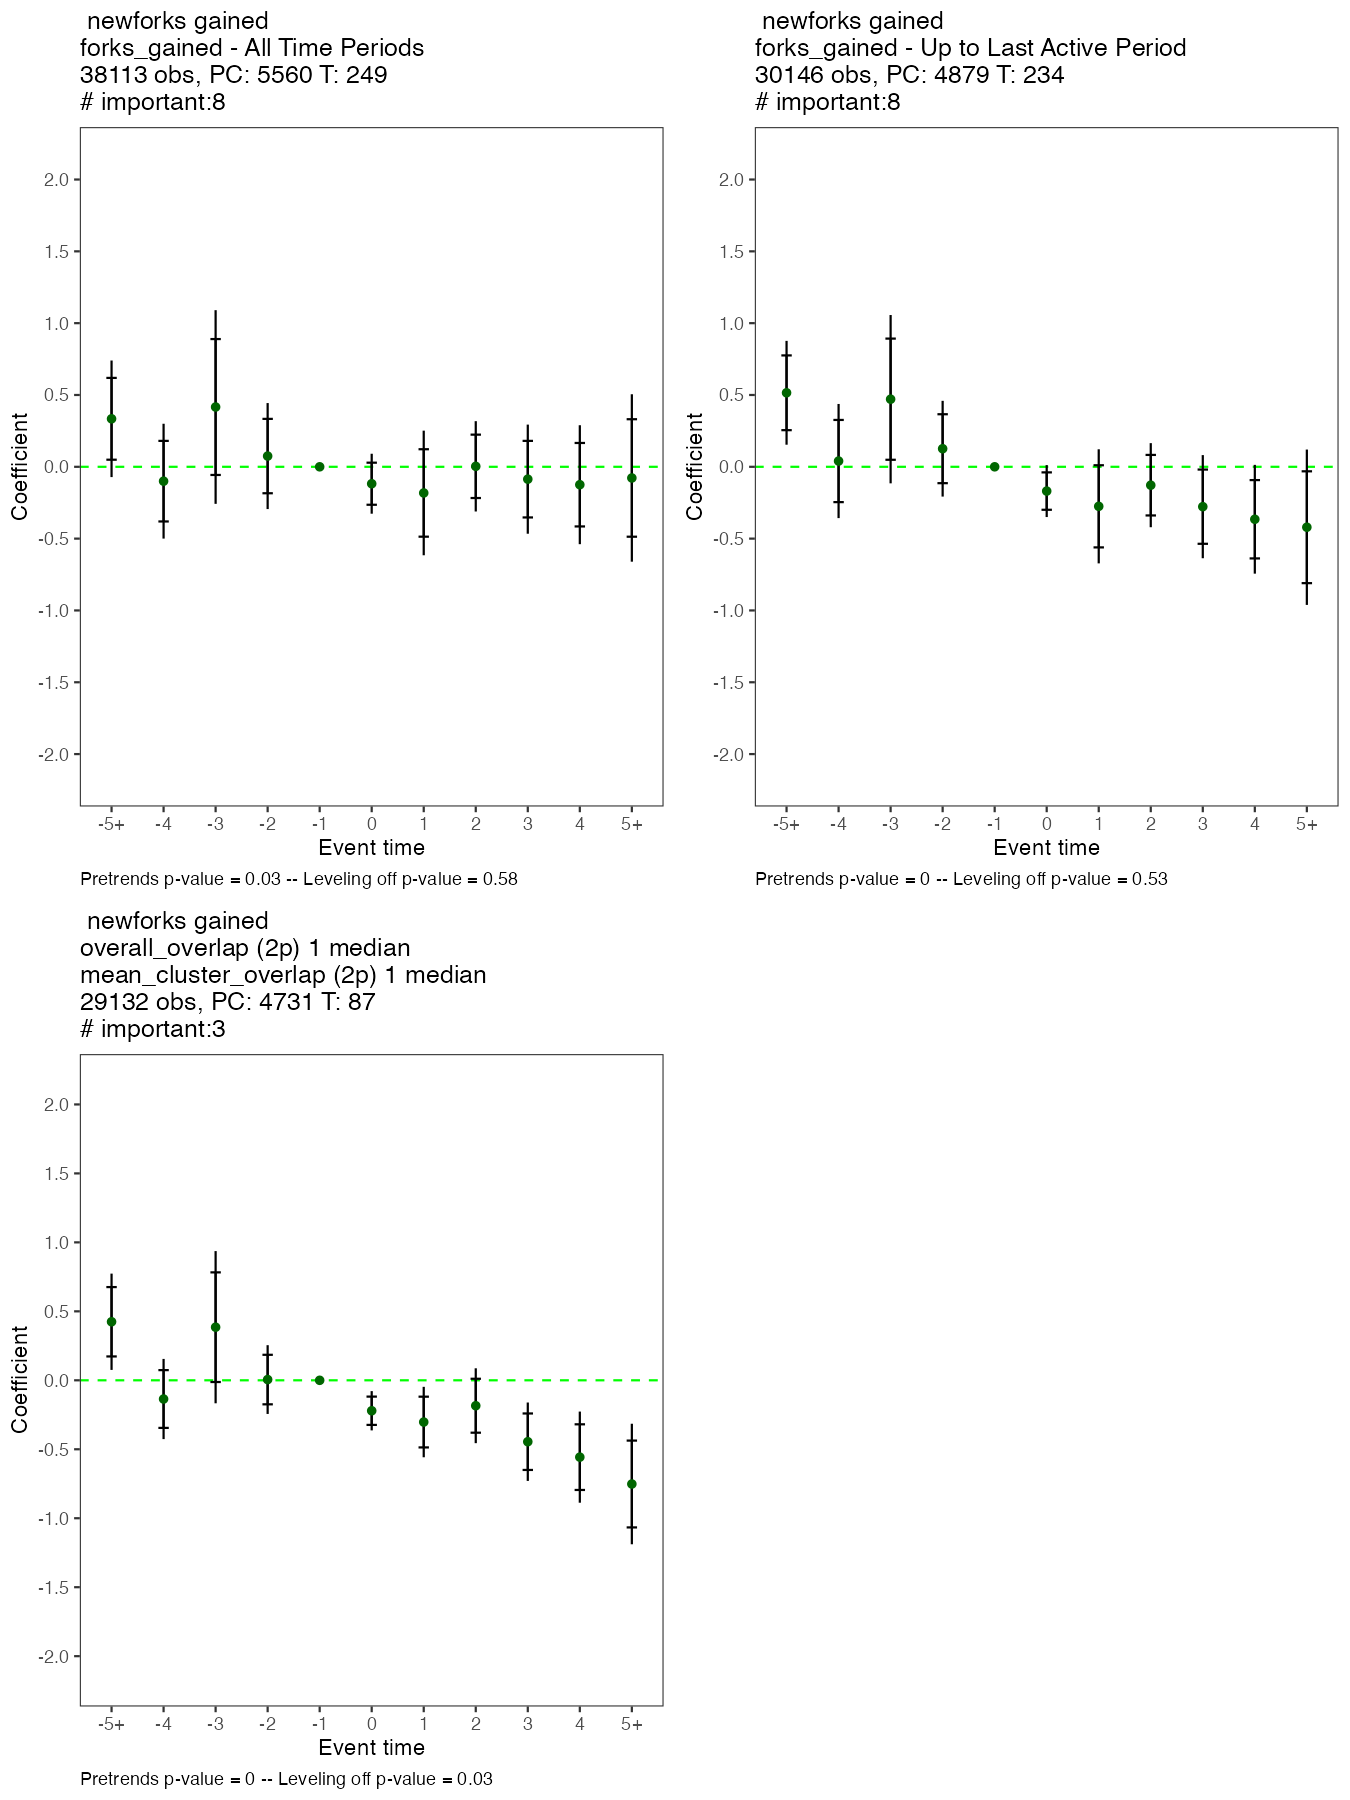 newforks gained
forks_gained - All Time Periods
38113 obs, PC: 5560 T: 249
# important:8
2.0
1.5
1.0
0.5
0.0
-0.5
-1.0
-1.5
-2.0
Coefficient
-5+ -4 -3 -2 -1 0 1 2 3 4 5+
Event time
Pretrends p-value = 0.03 -- Leveling off p-value = 0.58
newforks gained
forks_gained - Up to Last Active Period
30146 obs, PC: 4879 T: 234
# important:8
2.0
1.5
1.0
0.5
0.0
-0.5
-1.0
-1.5
-2.0
Coefficient
-5+ -4 -3 -2 -1 0 1 2 3 4 5+
Event time
Pretrends p-value = 0 -- Leveling off p-value = 0.53
newforks gained
overall_overlap (2p) 1 median
mean_cluster_overlap (2p) 1 median
29132 obs, PC: 4731 T: 87
# important:3
2.0
1.5
1.0
0.5
0.0
-0.5
-1.0
-1.5
-2.0
Coefficient
-5+ -4 -3 -2 -1 0 1 2 3 4 5+
Event time
Pretrends p-value = 0 -- Leveling off p-value = 0.03